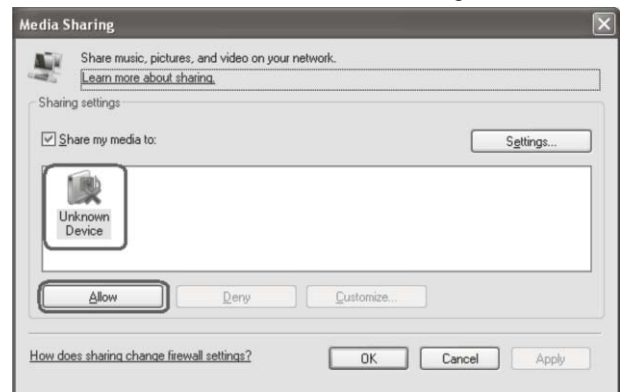 Media Sharing
Share music, pictures, and video on your network.
Learn more about sharing.
Sharing settings
Share my media to:
Settings...
Unknown
Device
Allow
Deny
Customize...
How does sharing change firewall settings?
OK
Cancel
Apply